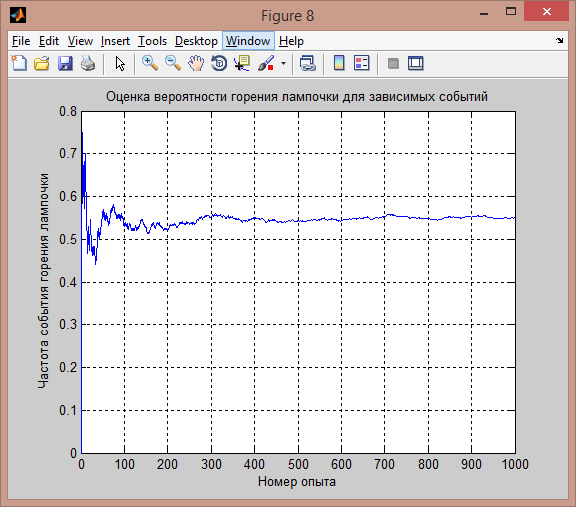 Figure 8
File Edit View Insert Tools Desktop Window Help
Оценка вероятности горения лампочки для зависимых событий
Частота события горения лампочки
0.8
0.7
0.6
0.5
0.4
0.3
0.2
0.1
0
0 100 200 300 400 500 600 700 800 900 1000
Номер опыта